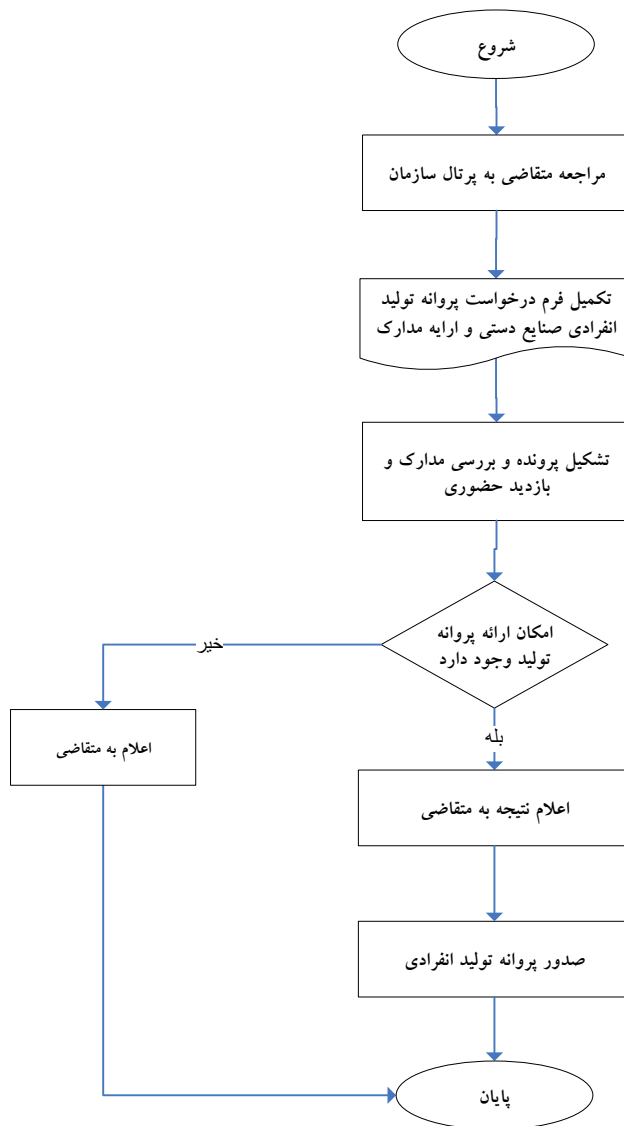 شروع
مراجعه متقاضی به پرتال سازمان
تکمیل فرم درخواست پروانه تولید
انفرادی صنایع دستی و ارایه مدارک
تشکیل پرونده و بررسی مدارک و
بازدید حضوری
امکان ارائه پروانه
تولید وجود دارد
خیر
بله
اعلام به متقاضی
اعلام نتیجه به متقاضی
صدور پروانه تولید انفرادی
پایان